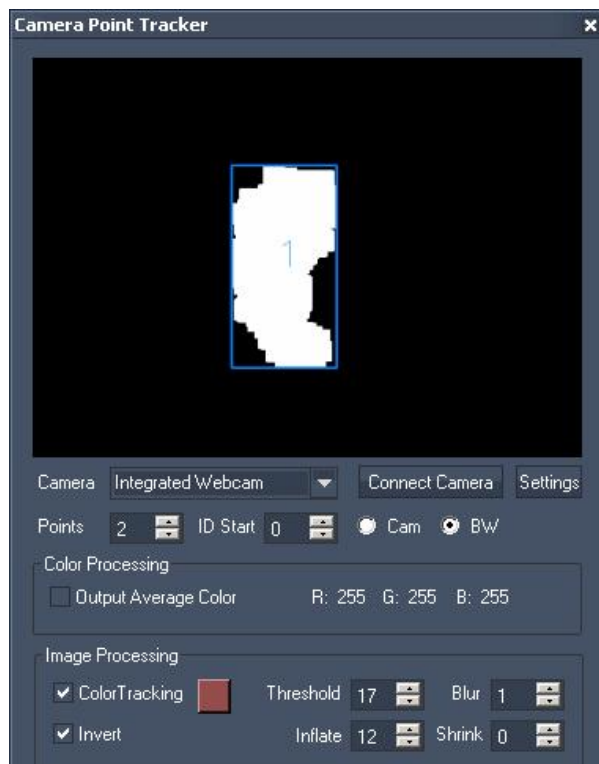 Camera Point Tracker
1
Camera Integrated Webcam Connect Camera Settings
Points 2 ID Start 0 Cam BW
Color Processing
Output Average Color R: 255 G: 255 B: 255
Image Processing
ColorTracking Threshold 17 Blur 1
Invert Inflate 12 Shrink 0